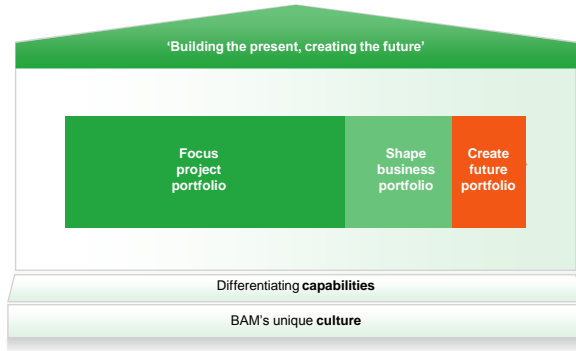 ‘Building the present, creating the future’
Focus
project
portfolio
Shape
business
portfolio
Create
future
portfolio
Differentiating capabilities
BAM’s unique culture